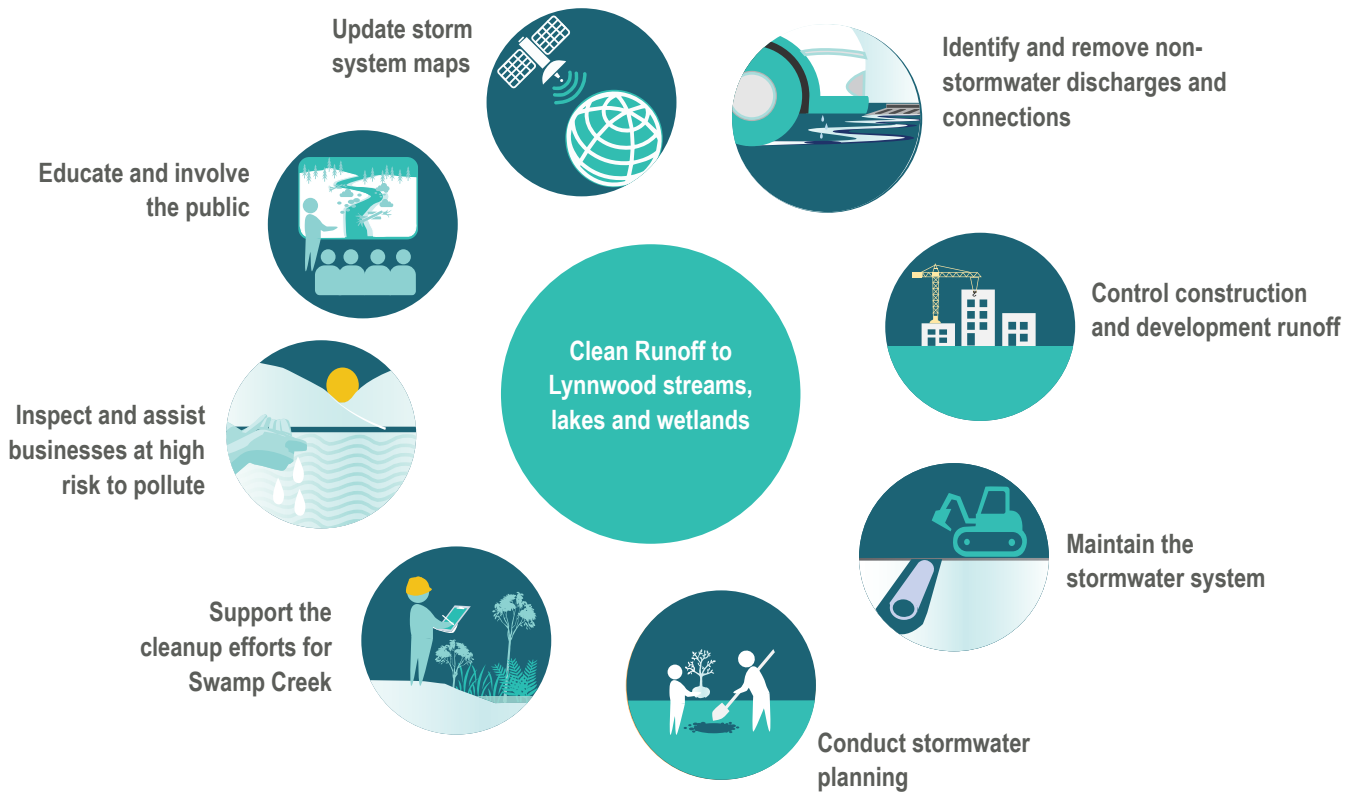 Update storm
system maps
Identify and remove non-
stormwater discharges and
connections
Educate and involve
the public
Control construction
and development runoff
Clean Runoff to
Lynnwood streams,
lakes and wetlands
Inspect and assist
businesses at high
risk to pollute
Maintain the
stormwater system
Support the
cleanup efforts for
Swamp Creek
Conduct stormwater
planning